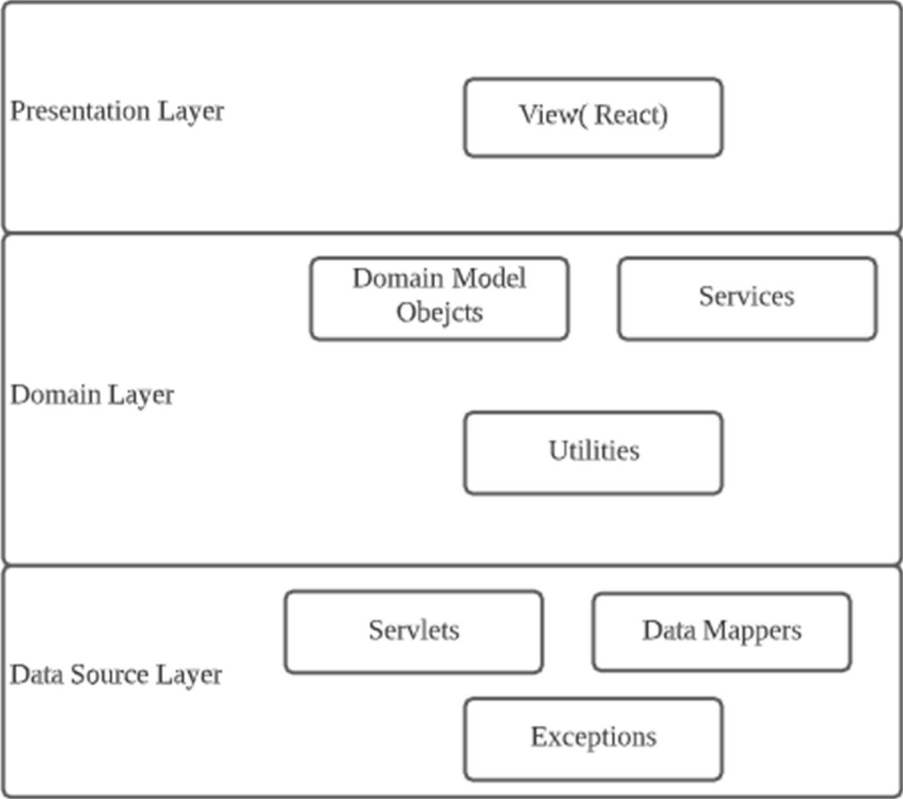 Presentation Layer
View( React)
Domain Model
Obejcts
Services
Domain Layer
Utilities
Servlets
Data Mappers
Data Source Layer
Exceptions